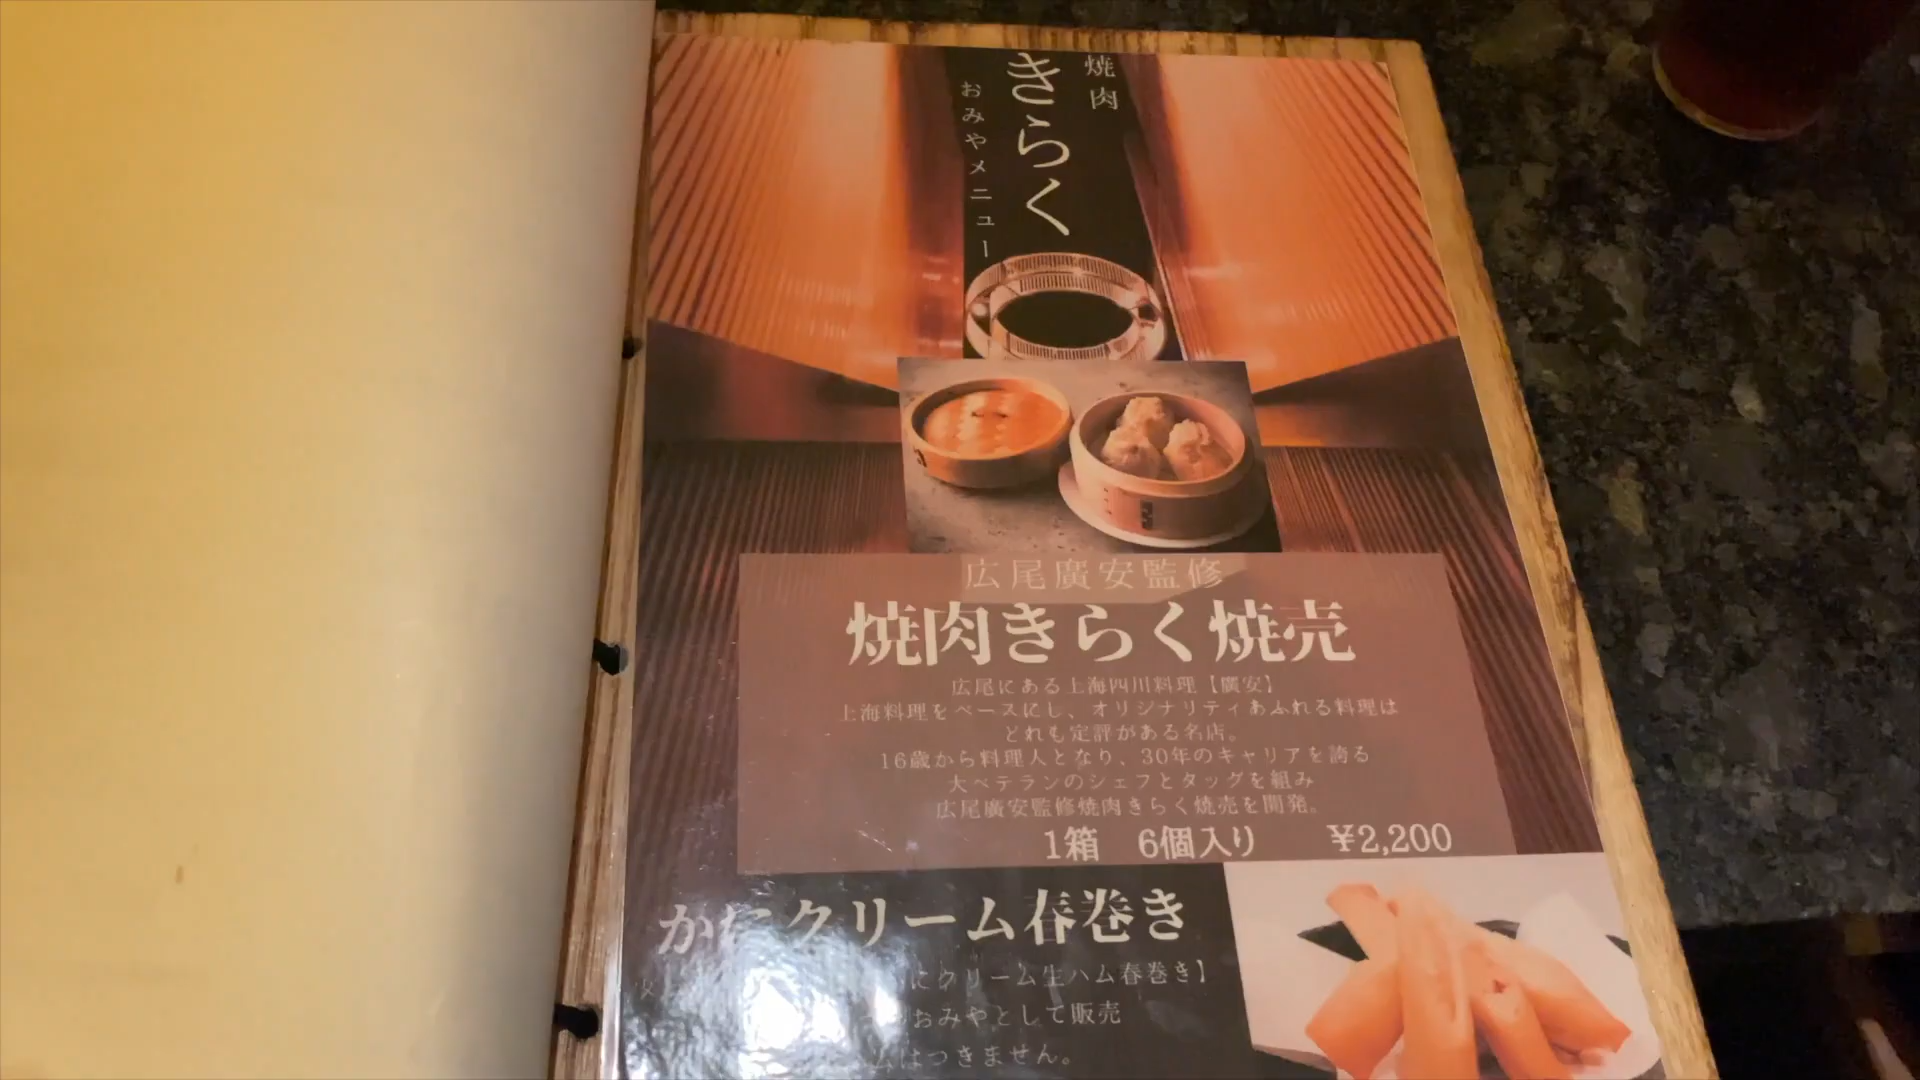 焼肉
きらく
おみやメニュー
広尾廣安監修
焼肉きらく焼売
広尾にある上海四川料理【廣安】
上海料理をベースにし、オリジナリティあふれる料理は
どれも定評がある名店。
16歳から料理人となり、30年のキャリアを誇る
大ベテランのシェフとタッグを組み
広尾廣安監修焼肉きらく焼売を開発。
1箱 6個入り ¥2,200
かにクリーム春巻き
にクリーム生ハム春巻き】
おみやとして販売
ムはつきません。